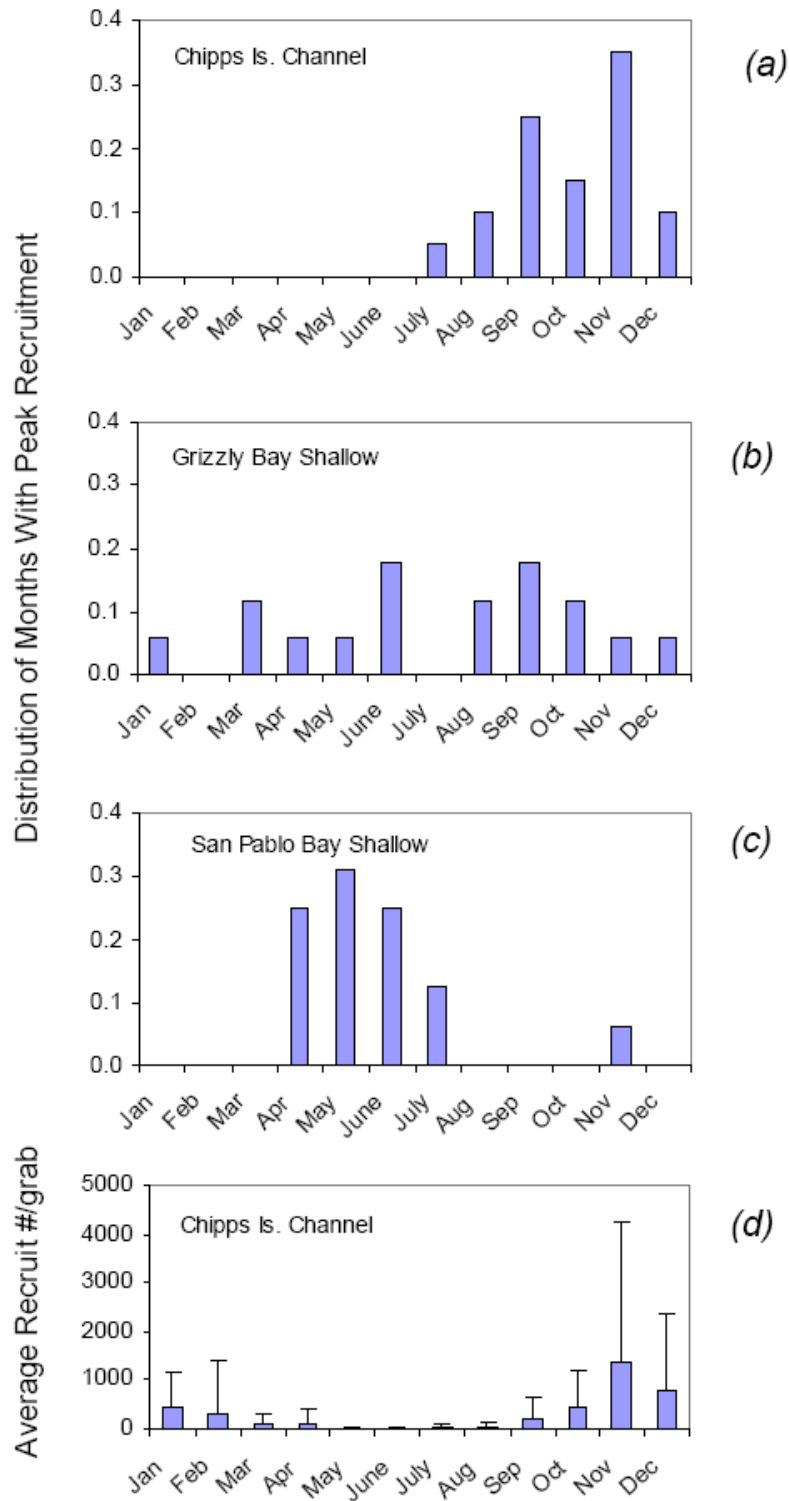 Distribution of Months With Peak Recruitment
0.4
0.3
0.2
0.1
0.0
Chipps Is. Channel
(a)
Jan Feb Mar Apr May June July Aug Sep Oct Nov Dec
0.4
0.3
0.2
0.1
0.0
Grizzly Bay Shallow
(b)
Jan Feb Mar Apr May June July Aug Sep Oct Nov Dec
0.4
0.3
0.2
0.1
0.0
San Pablo Bay Shallow
(c)
Jan Feb Mar Apr May June July Aug Sep Oct Nov Dec
Average Recruit #/grab
5000
4000
3000
2000
1000
0
Chipps Is. Channel
(d)
Jan Feb Mar Apr May June July Aug Sep Oct Nov Dec